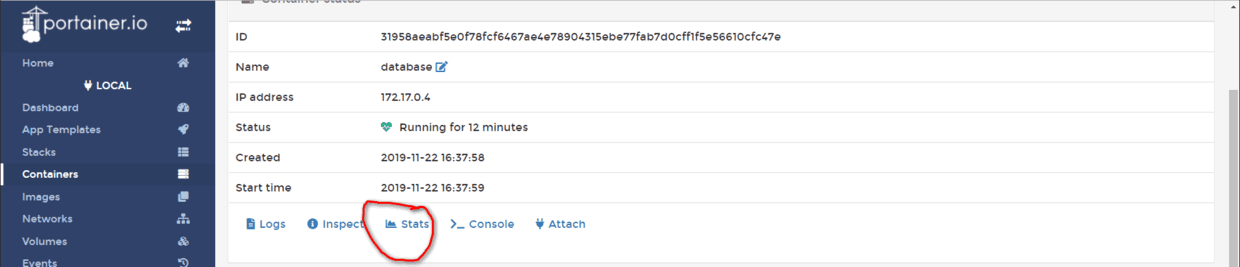 portainer.io
Home
LOCAL
Dashboard
App Templates
Stacks
Containers
Images
Networks
Volumes
Events
Container status
ID 31958aeabf5e0f78fcf6467ae4e78904315ebe77fab7d0cff1f5e56610cfc47e
Name database
IP address 172.17.0.4
Status Running for 12 minutes
Created 2019-11-22 16:37:58
Start time 2019-11-22 16:37:59
Logs Inspect Stats >_ Console Attach